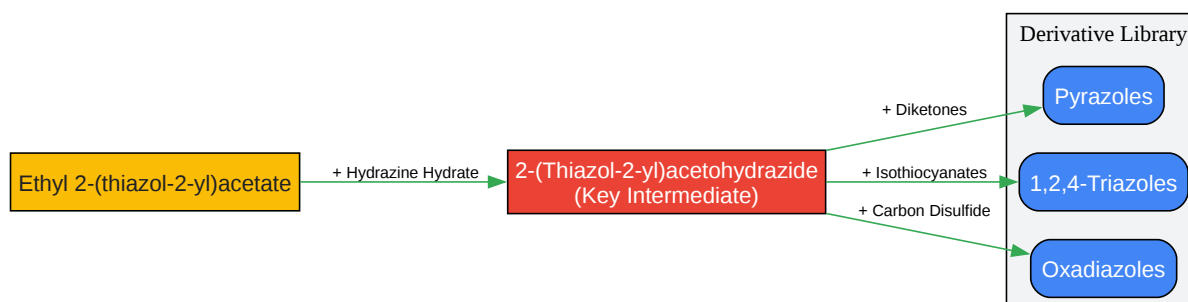 Derivative Library
Pyrazoles
+ Diketones
Ethyl 2-(thiazol-2-yl)acetate
+ Hydrazine Hydrate
2-(Thiazol-2-yl)acetohydrazide
(Key Intermediate)
+ Isothiocyanates
1,2,4-Triazoles
+ Carbon Disulfide
Oxadiazoles